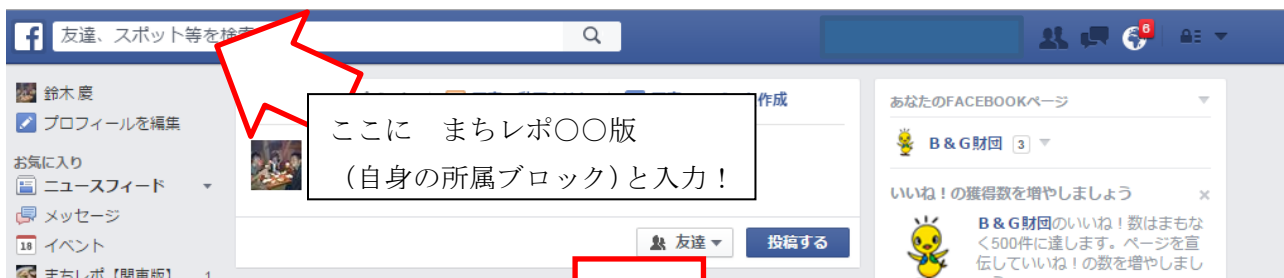 f
友達、スポット等を検
6
鈴木 慶
プロフィールを編集
お気に入り
ニュースフィード
メッセージ
18 イベント
まちレポ【関東版】 1
作成
ここに まちレポ〇〇版
(自身の所属ブロック)と入力!
友達
投稿する
あなたのFACEBOOKページ
B&G財団 3
いいね!の獲得数を増やしましょう ×
B&G財団のいいね!数はまもな
く500件に達します。ページを宣
伝していいね!の数を増やしまし